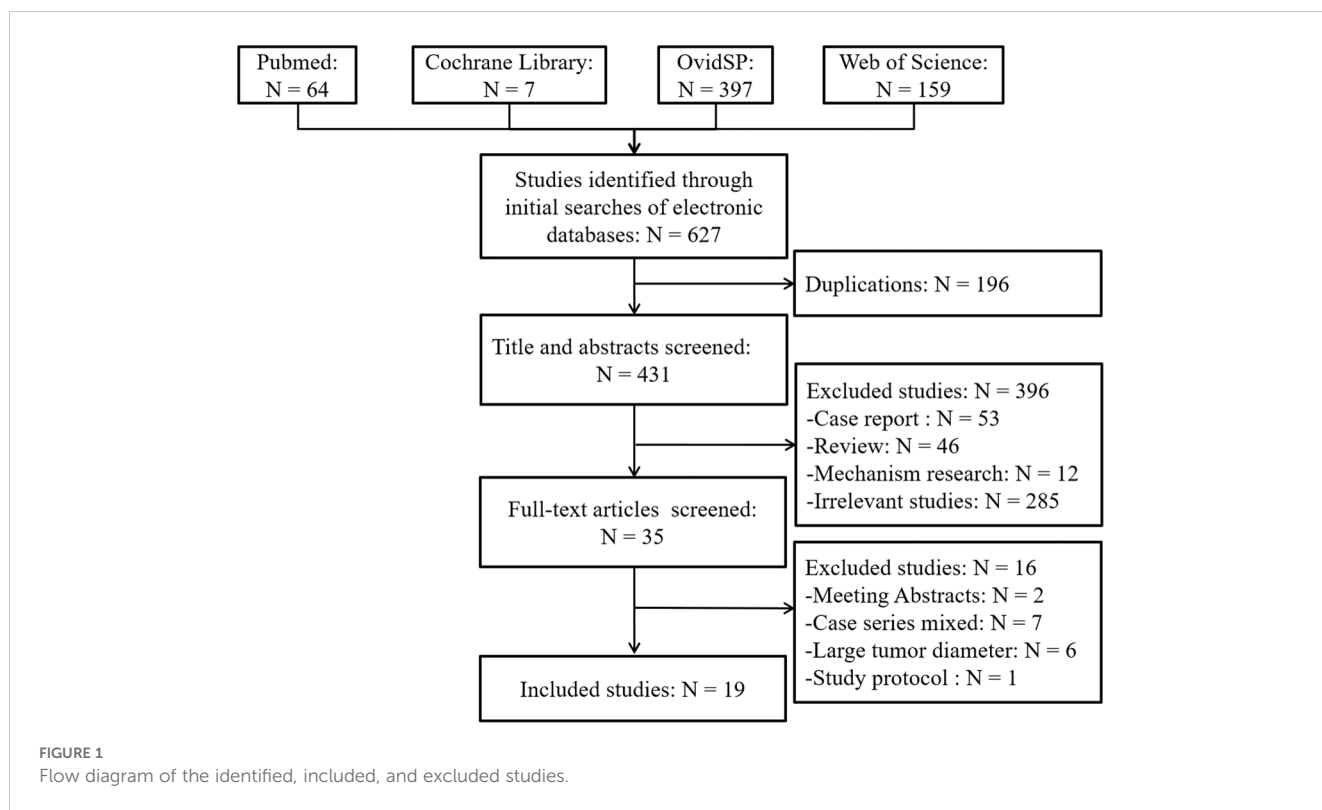 Pubmed:
N = 64
Cochrane Library:
N = 7
OvidSP:
N = 397
Web of Science:
N = 159
Studies identified through
initial searches of electronic
databases: N = 627
Duplications: N = 196
Title and abstracts screened:
N = 431
Excluded studies: N = 396
-Case report : N = 53
-Review: N = 46
-Mechanism research: N = 12
-Irrelevant studies: N = 285
Full-text articles screened:
N = 35
Excluded studies: N = 16
-Meeting Abstracts: N = 2
-Case series mixed: N = 7
-Large tumor diameter: N = 6
-Study protocol : N = 1
Included studies: N = 19
FIGURE 1
Flow diagram of the identified, included, and excluded studies.